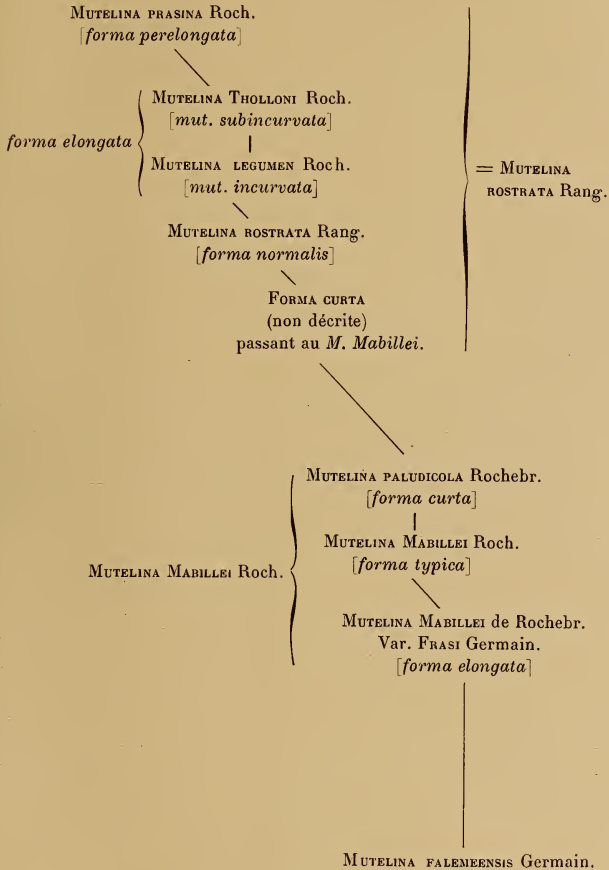 Mutelina prasina Roch.
[forma perelongata]
Mutelina Tholloni Roch.
[mut. subincurvata]
forma elongata
Mutelina legumen Roch.
[mut. incurvata]
= Mutelina
rostrata Rang.
Mutelina rostrata Rang.
[forma normalis]
Forma curta
(non décrite)
passant au M. Mabillei.
Mutelina paludicola Rochebr.
[forma curta]
Mutelina Mabillei Roch.
[forma typica]
Mutelina Mabillei Roch.
Mutelina Mabillei de Rochebr.
Var. Frasi Germain.
[forma elongata]
Mutelina falemeensis Germain.